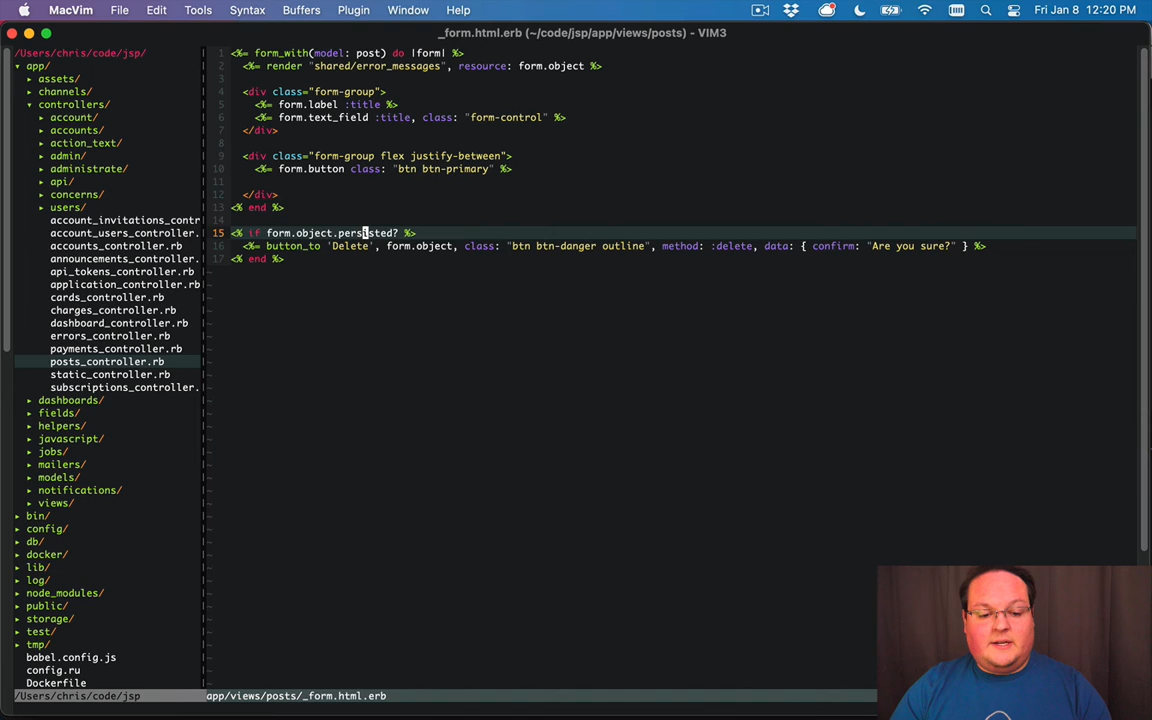 MacVim File Edit Tools Syntax Buffers Plugin Window Help Fri Jan 8 12:20 PM
_form.html.erb (~/code/jsp/app/views/posts) - VIM3
/Users/chris/code/jsp/
▾ app/
▸ assets/
▸ channels/
▾ controllers/
▸ account/
▸ accounts/
▸ action_text/
▸ admin/
▸ administrate/
▸ api/
▸ concerns/
▸ users/
account_invitations_contr
account_users_controller.
accounts_controller.rb
announcements_controller.
api_tokens_controller.rb
application_controller.rb
cards_controller.rb
charges_controller.rb
dashboard_controller.rb
errors_controller.rb
payments_controller.rb
posts_controller.rb
static_controller.rb
subscriptions_controller.
▸ dashboards/
▸ fields/
▸ helpers/
▸ javascript/
▸ jobs/
▸ mailers/
▸ models/
▸ notifications/
▸ views/
▸ bin/
▸ config/
▸ db/
▸ docker/
▸ lib/
▸ log/
▸ node_modules/
▸ public/
▸ storage/
▸ test/
▸ tmp/
babel.config.js
config.ru
Dockerfile
/Users/chris/code/jsp
1 <%= form_with(model: post) do |form| %>
2 <%= render "shared/error_messages", resource: form.object %>
3
4 <div class="form-group">
5 <%= form.label :title %>
6 <%= form.text_field :title, class: "form-control" %>
7 </div>
8
9 <div class="form-group flex justify-between">
10 <%= form.button class: "btn btn-primary" %>
11
12 </div>
13 <% end %>
14
15 <% if form.object.persisted? %>
16 <%= button_to 'Delete', form.object, class: "btn btn-danger outline", method: :delete, data: { confirm: "Are you sure?" } %>
17 <% end %>
app/views/posts/_form.html.erb